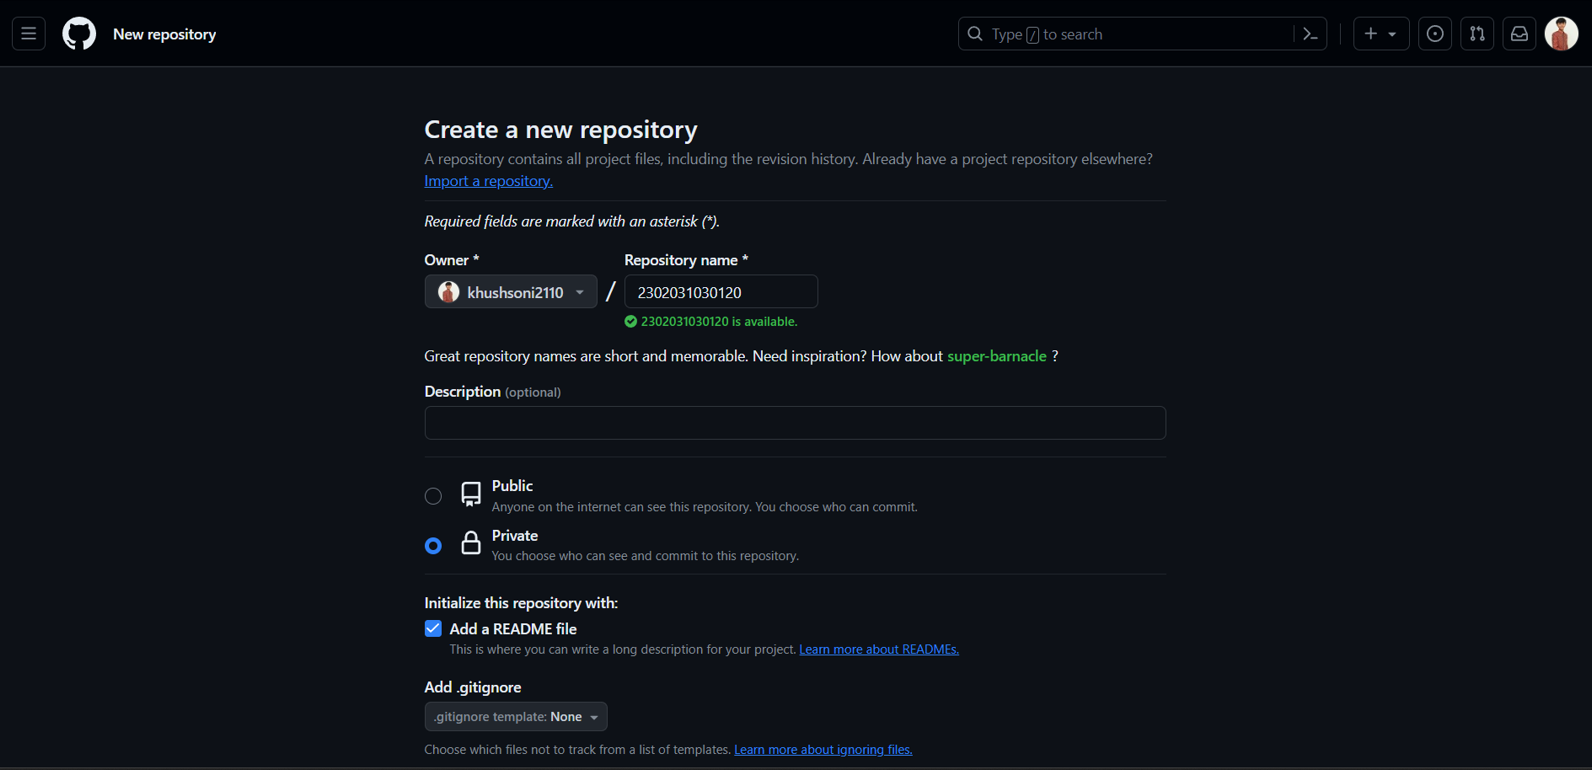 New repository
Type / to search
Create a new repository
A repository contains all project files, including the revision history. Already have a project repository elsewhere?
Import a repository.
Required fields are marked with an asterisk (*).
Owner * Repository name *
khushsoni2110 / 2302031030120
2302031030120 is available.
Great repository names are short and memorable. Need inspiration? How about super-barnacle ?
Description (optional)
Public
Anyone on the internet can see this repository. You choose who can commit.
Private
You choose who can see and commit to this repository.
Initialize this repository with:
Add a README file
This is where you can write a long description for your project. Learn more about READMEs.
Add .gitignore
.gitignore template: None
Choose which files not to track from a list of templates. Learn more about ignoring files.